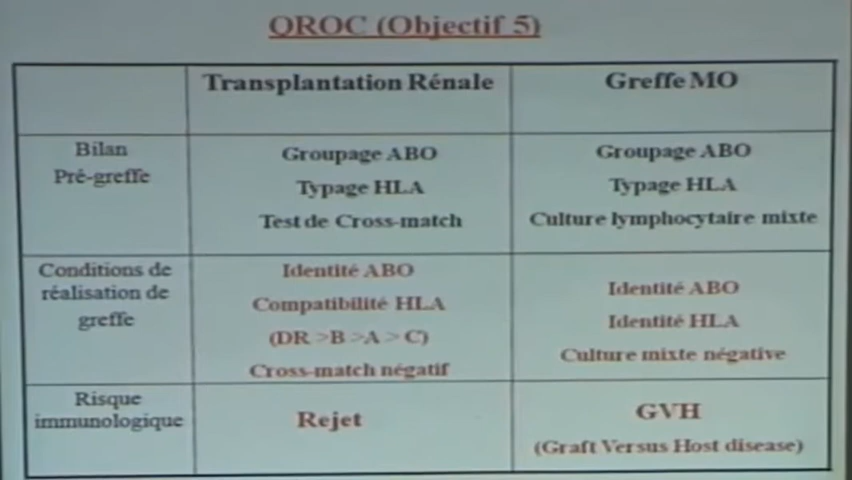 QROC (Objectif 5)
Transplantation Rénale
Greffe MO
Bilan
Pré-greffe
Groupage ABO
Typage HLA
Test de Cross-match
Groupage ABO
Typage HLA
Culture lymphocytaire mixte
Conditions de
réalisation de
greffe
Identité ABO
Compatibilité HLA
(DR >B >A > C)
Cross-match négatif
Identité ABO
Identité HLA
Culture mixte négative
Risque
immunologique
Rejet
GVH
(Graft Versus Host disease)